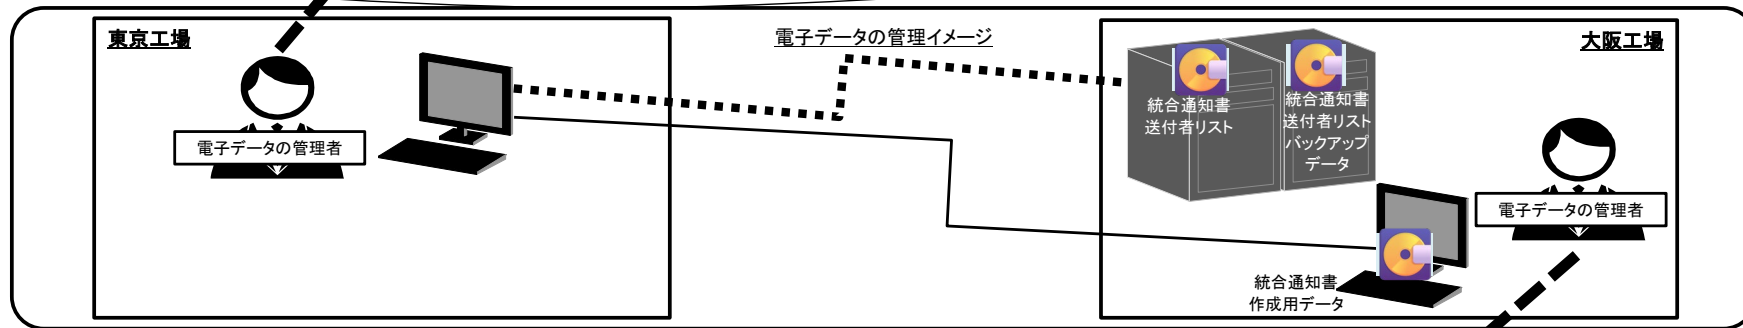 電子データの管理イメージ
東京工場
電子データの管理者
大阪工場
統合通知書
送付者リスト
統合通知書
送付者リスト
バックアップ
データ
電子データの管理者
統合通知書
作成用データ